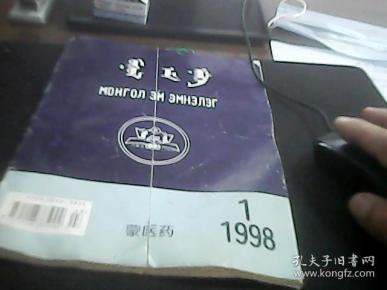 МОНГОЛ ЭМ ЭМНЭЛЭГ
蒙医药
1
1998
孔夫子旧书网
www.kongfz.com